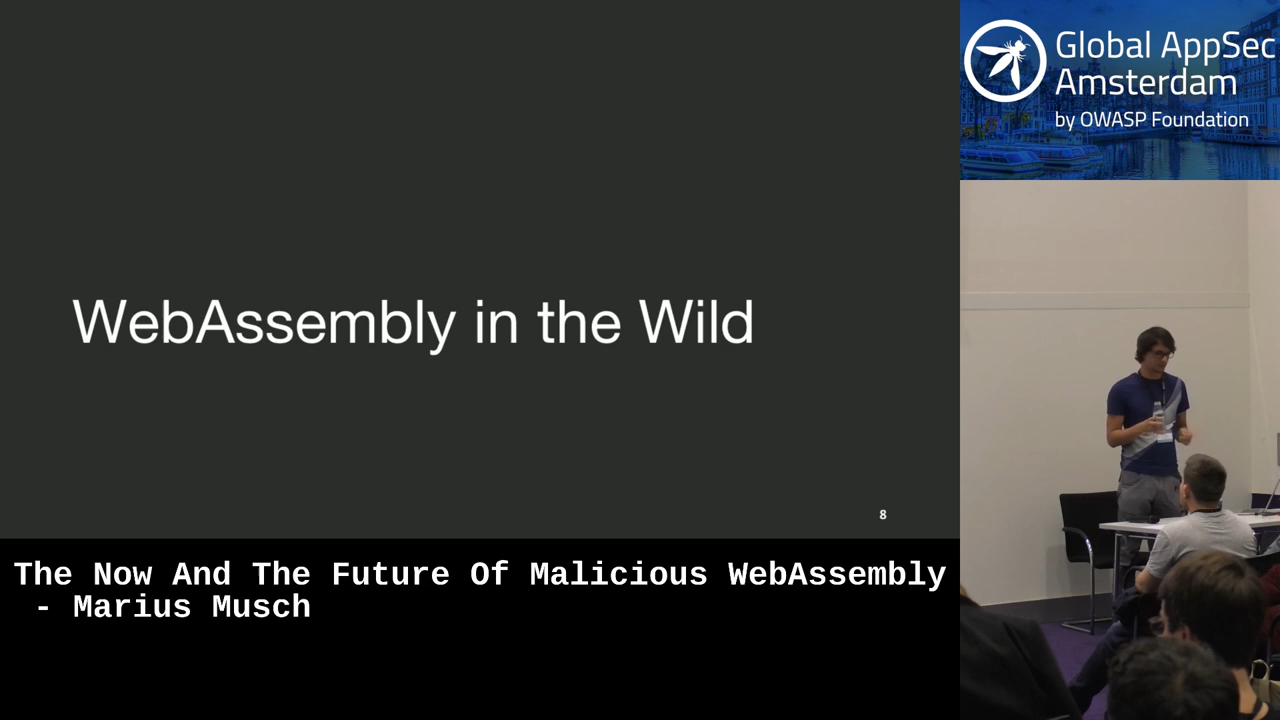 WebAssembly in the Wild
8
The Now And The Future Of Malicious WebAssembly
- Marius Musch
Global AppSec
Amsterdam
by OWASP Foundation